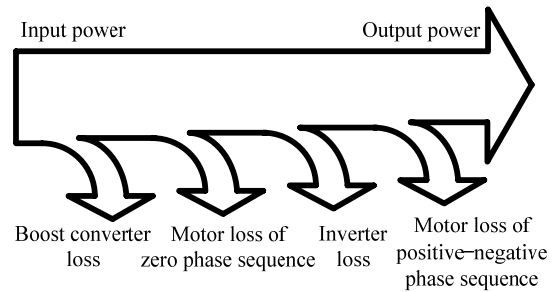 Input power
Output power
Boost converter
loss
Motor loss of
zero phase sequence
Inverter
loss
Motor loss of
positive−negative
phase sequence